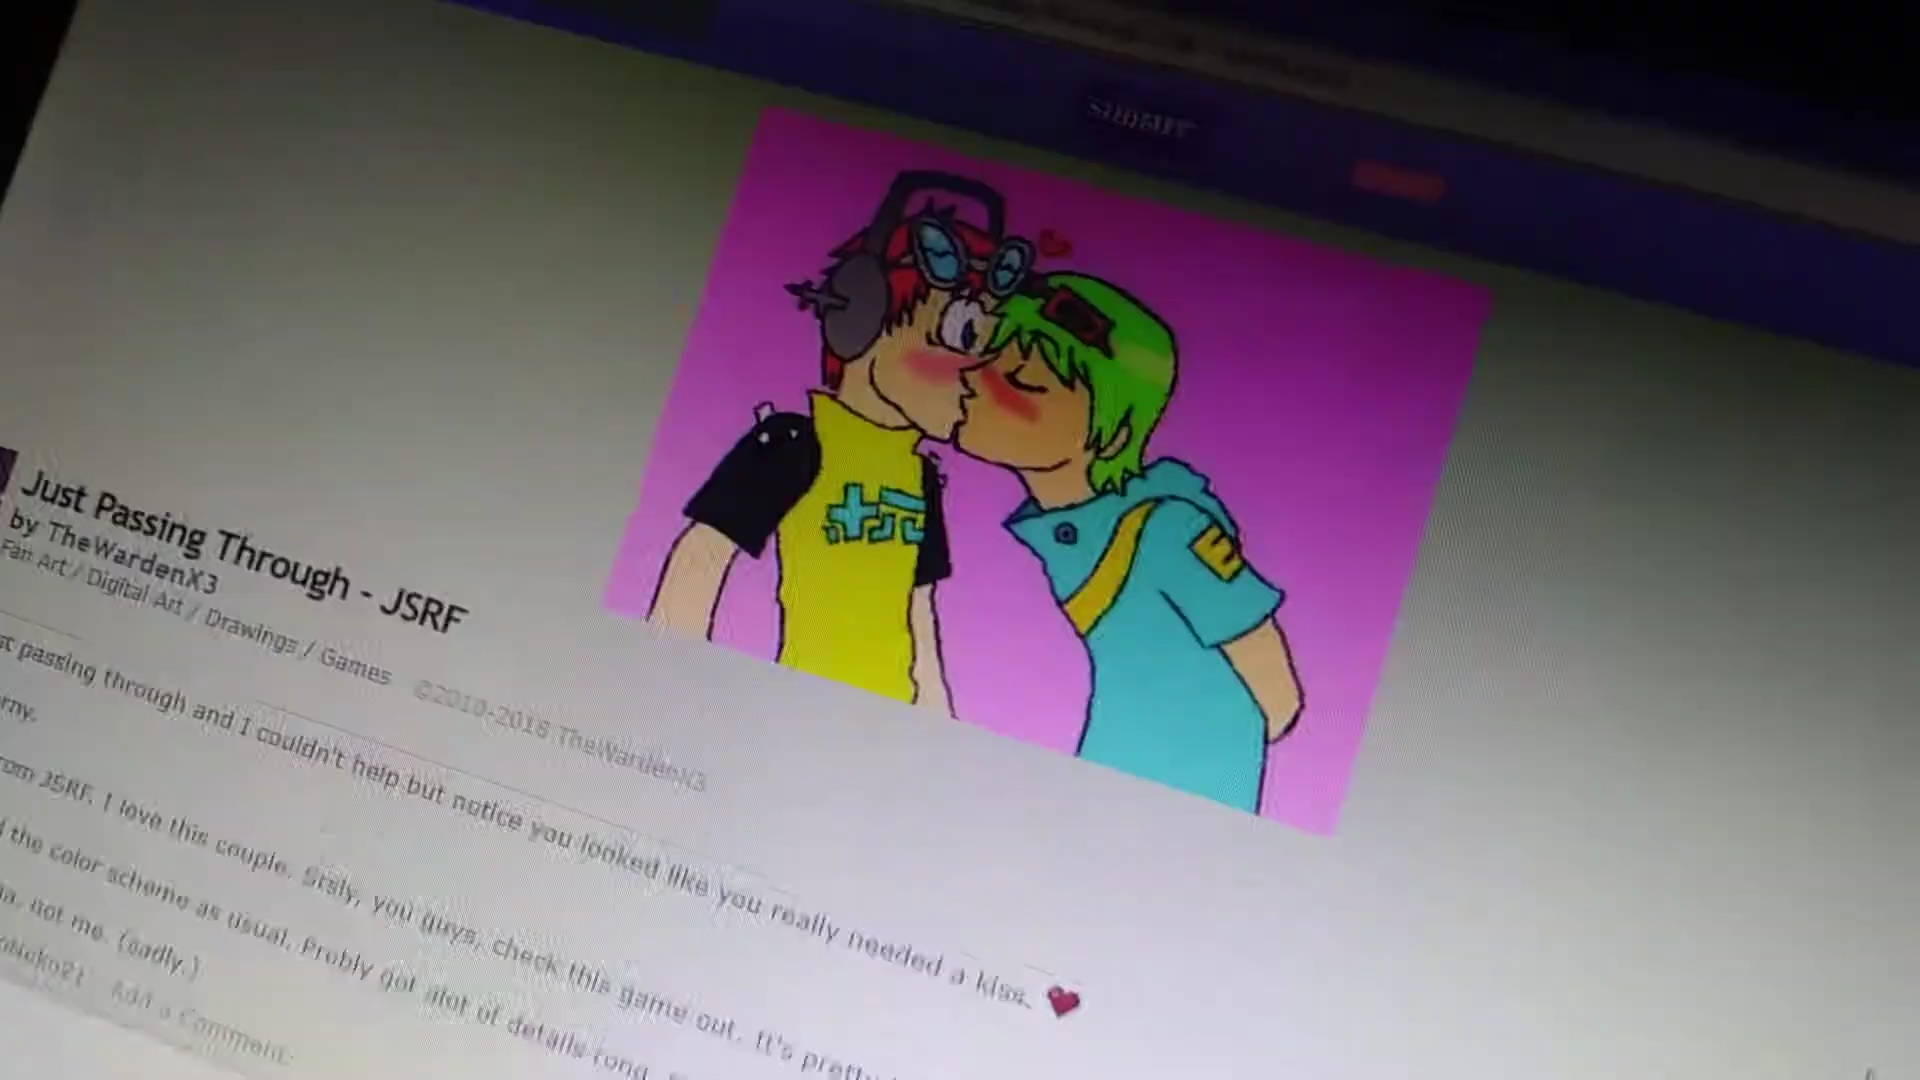 Just Passing Through - JSRF
by TheWardenX3
Fan Art / Digital Art / Drawings / Games ©2010-2018 TheWardenX3
st passing through and I couldn't help but notice you looked like you really needed a kiss.
rny.
rom JSRF. I love this couple. Srsly, you guys, check this game out. It's pretty
the color scheme as usual. Probly got alot of details rong,
not me. (sadly.)
Add a Comment: